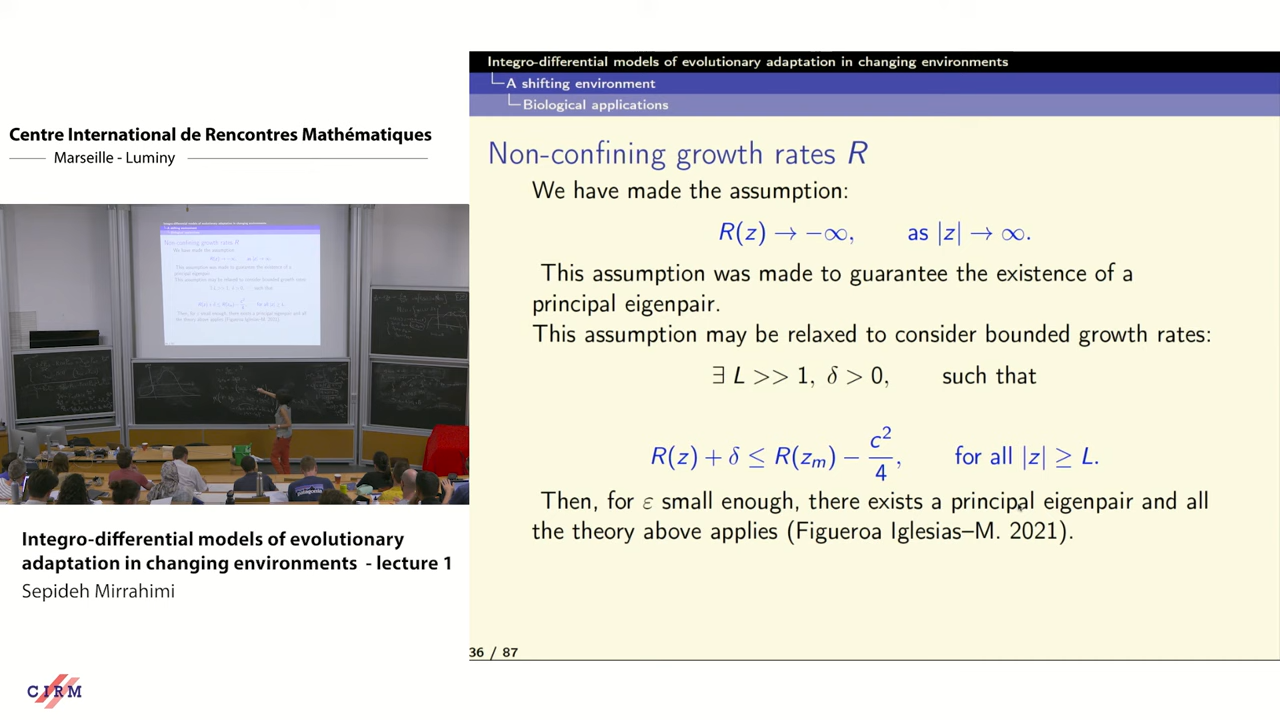 Centre International de Rencontres Mathématiques
Marseille - Luminy
Integro-differential models of evolutionary
adaptation in changing environments - lecture 1
Sepideh Mirrahimi
CIRM
Integro-differential models of evolutionary adaptation in changing environments
A shifting environment
Biological applications
Non-confining growth rates R
We have made the assumption:
R(z) → −∞, as |z| → ∞.
This assumption was made to guarantee the existence of a
principal eigenpair.
This assumption may be relaxed to consider bounded growth rates:
∃ L >> 1, δ > 0, such that
R(z) + δ ≤ R(z_m) − c²/4, for all |z| ≥ L.
Then, for ε small enough, there exists a principal eigenpair and all
the theory above applies (Figueroa Iglesias–M. 2021).
36 / 87